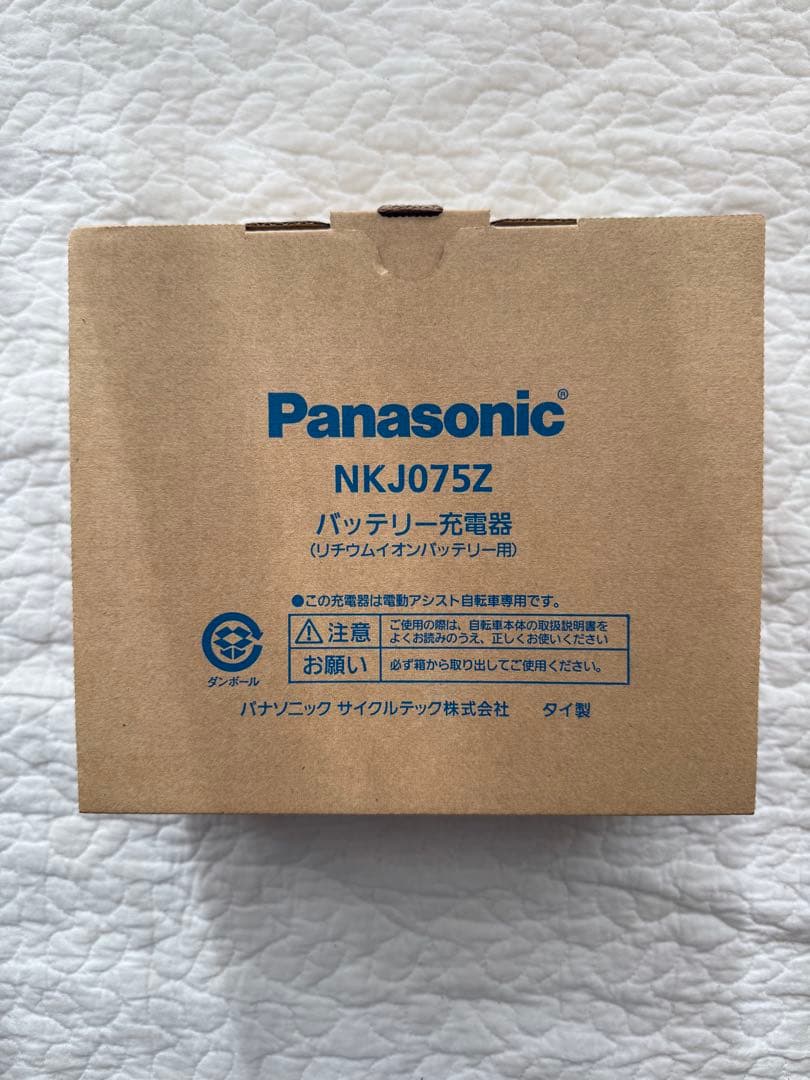 Panasonic®
NKJ075Z
バッテリー充電器
(リチウムイオンバッテリー用)
●この充電器は電動アシスト自転車専用です。
注意
ご使用の際は、自転車本体の取扱説明書を
よくお読みのうえ、正しくお使いください
お願い
必ず箱から取り出してご使用ください。
ダンボール
パナソニック サイクルテック株式会社 タイ製